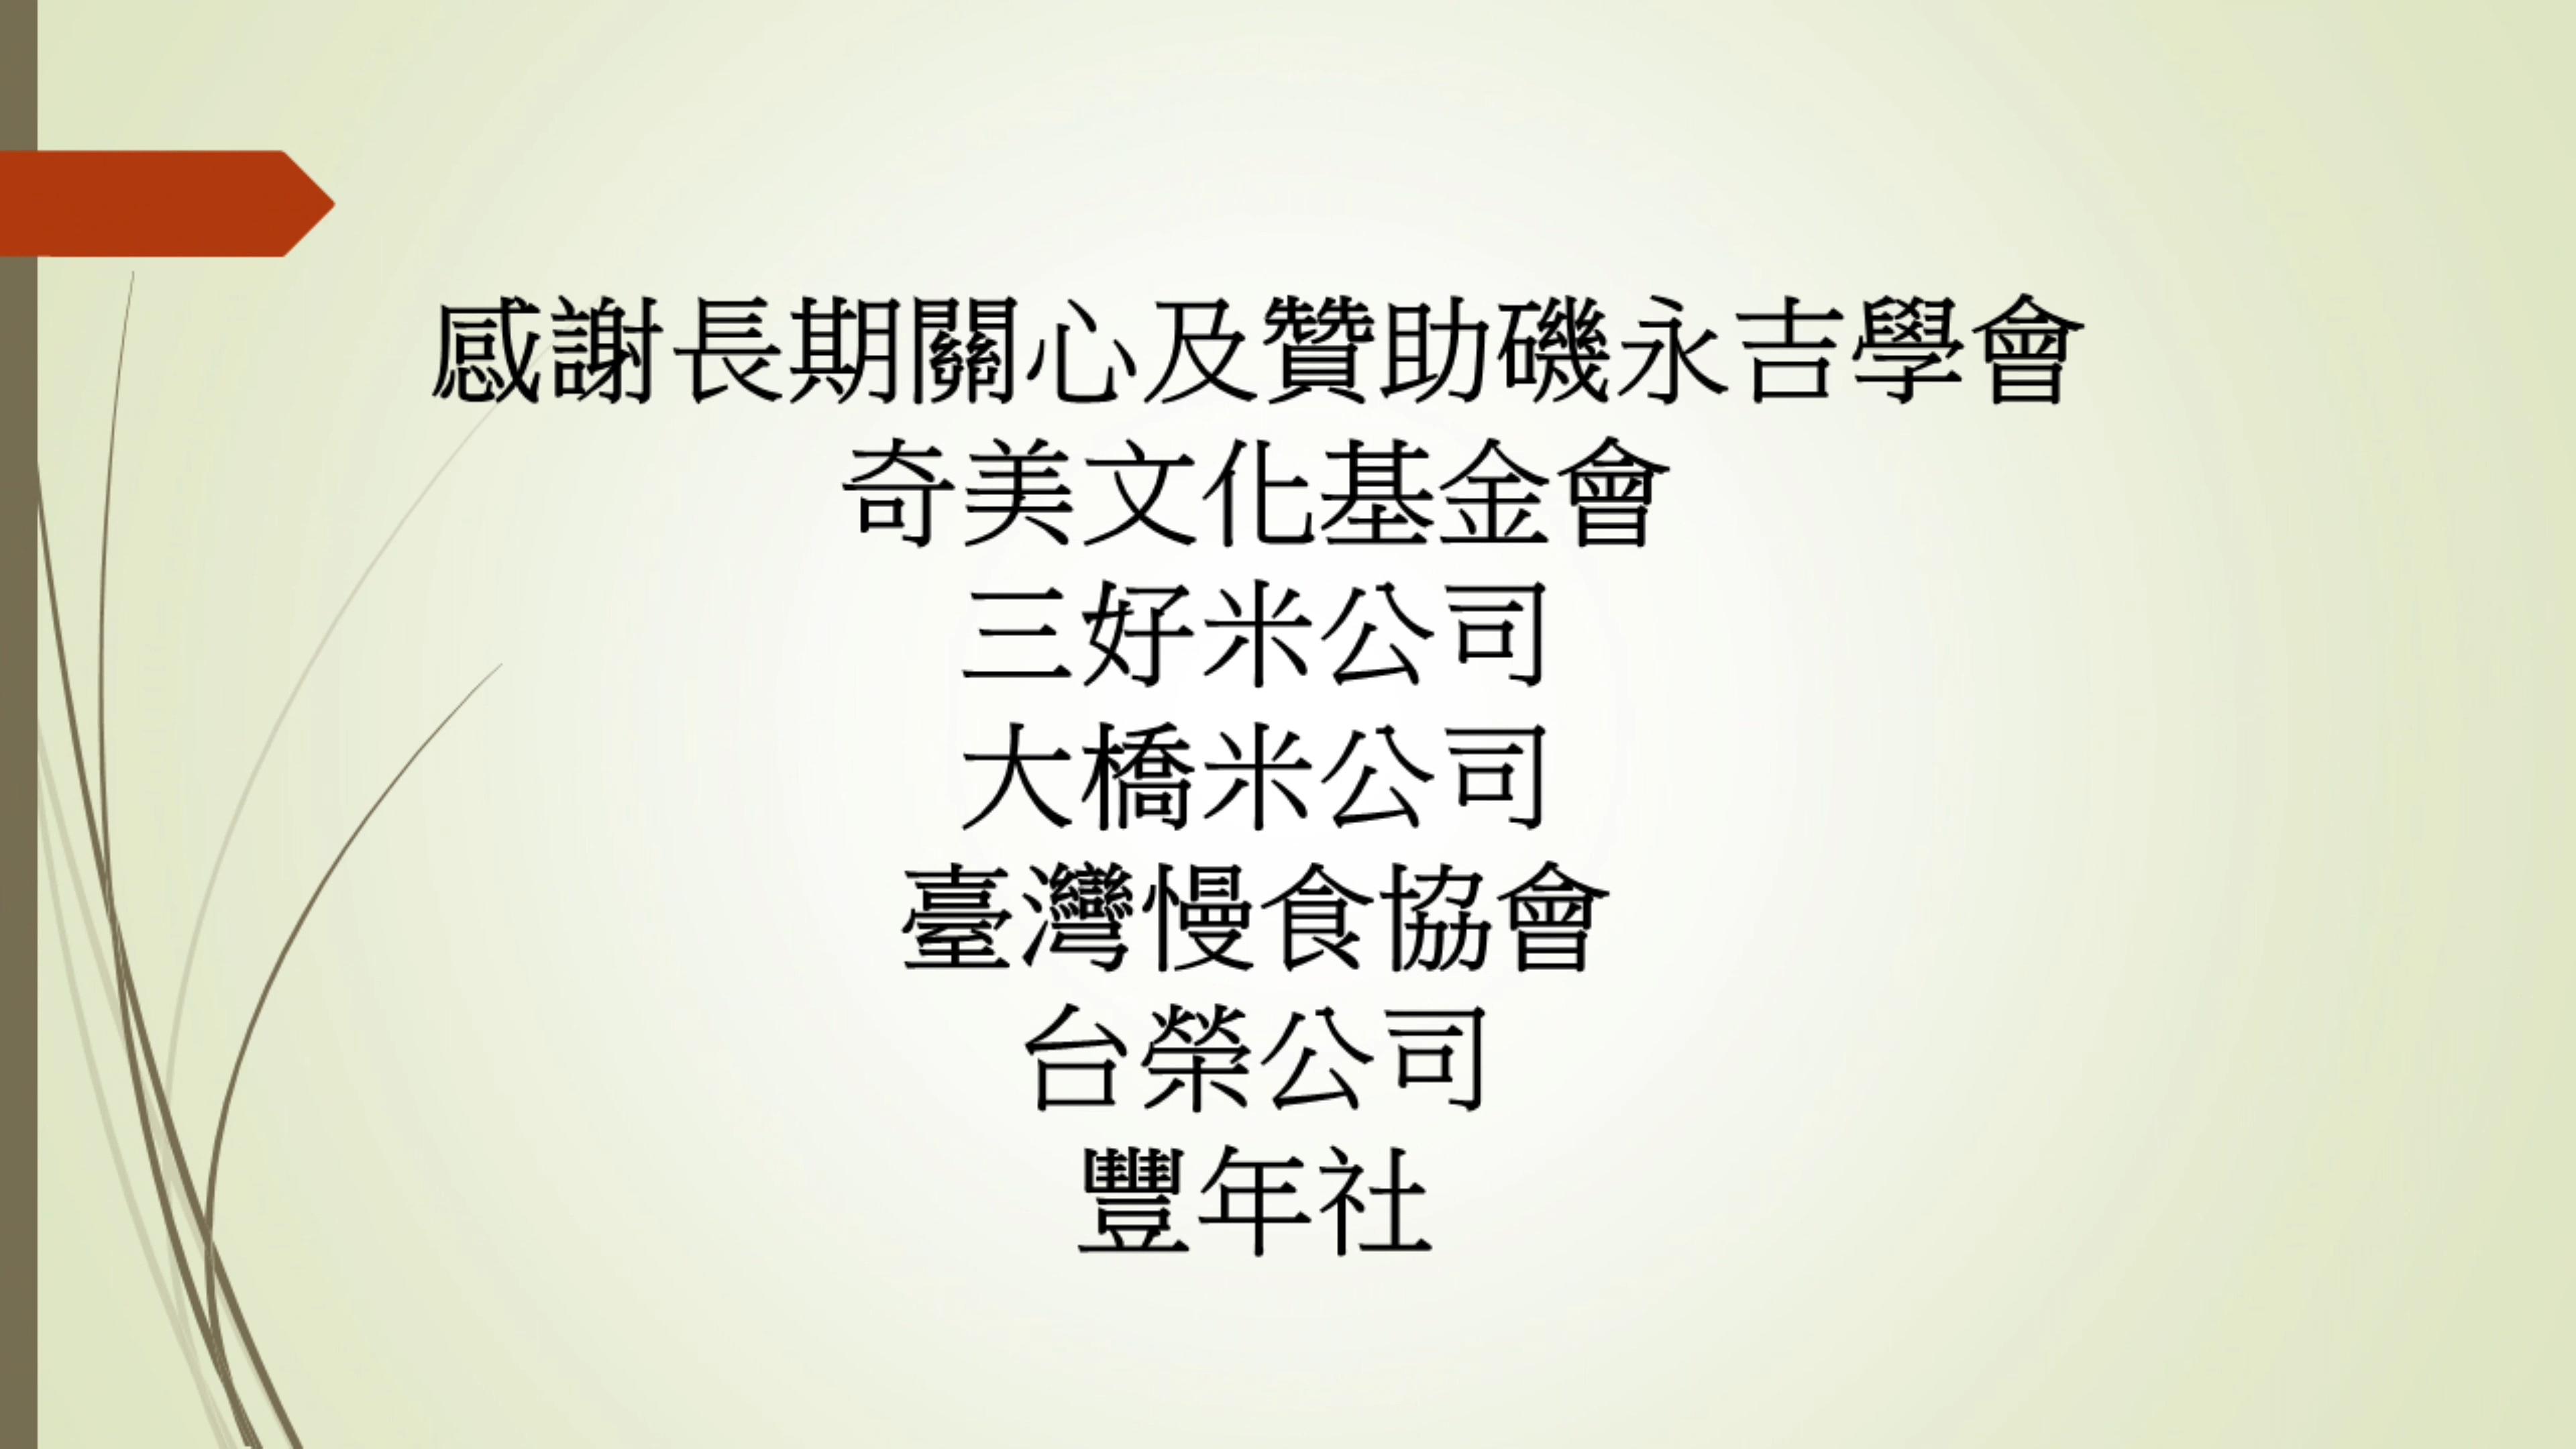 感謝長期關心及贊助磯永吉學會
奇美文化基金會
三好米公司
大橋米公司
臺灣慢食協會
台榮公司
豐年社